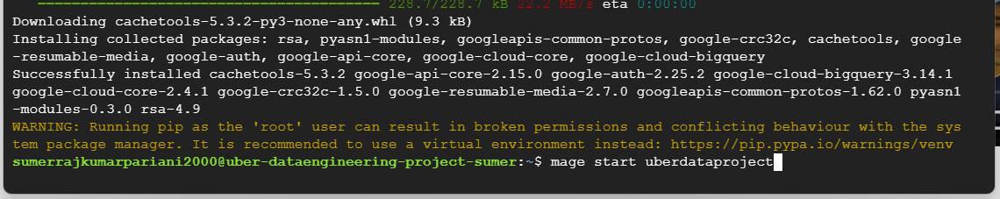 228.7/228.7 kB 22.2 MB/s eta 0:00:00
Downloading cachetools-5.3.2-py3-none-any.whl (9.3 kB)
Installing collected packages: rsa, pyasn1-modules, googleapis-common-protos, google-crc32c, cachetools, google
-resumable-media, google-auth, google-api-core, google-cloud-core, google-cloud-bigquery
Successfully installed cachetools-5.3.2 google-api-core-2.15.0 google-auth-2.25.2 google-cloud-bigquery-3.14.1
google-cloud-core-2.4.1 google-crc32c-1.5.0 google-resumable-media-2.7.0 googleapis-common-protos-1.62.0 pyasn1
-modules-0.3.0 rsa-4.9
WARNING: Running pip as the 'root' user can result in broken permissions and conflicting behaviour with the sys
tem package manager. It is recommended to use a virtual environment instead: https://pip.pypa.io/warnings/venv
sumerrajkumarpariani2000@uber-dataengineering-project-sumer:~$ mage start uberdataproject